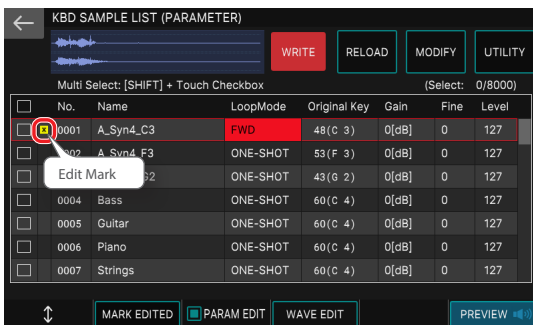 KBD SAMPLE LIST (PARAMETER)
WRITE RELOAD MODIFY UTILITY
Multi Select: [SHIFT] + Touch Checkbox (Select: 0/8000)
No. Name LoopMode Original Key Gain Fine Level
x 0001 A_Syn4_C3 FWD 48(C 3) 0[dB] 0 127
A_Syn4_F3 ONE-SHOT 53(F 3) 0[dB] 0 127
Edit Mark
ONE-SHOT 43(G 2) 0[dB] 0 127
0004 Bass ONE-SHOT 60(C 4) 0[dB] 0 127
0005 Guitar ONE-SHOT 60(C 4) 0[dB] 0 127
0006 Piano ONE-SHOT 60(C 4) 0[dB] 0 127
0007 Strings ONE-SHOT 60(C 4) 0[dB] 0 127
MARK EDITED PARAM EDIT WAVE EDIT PREVIEW